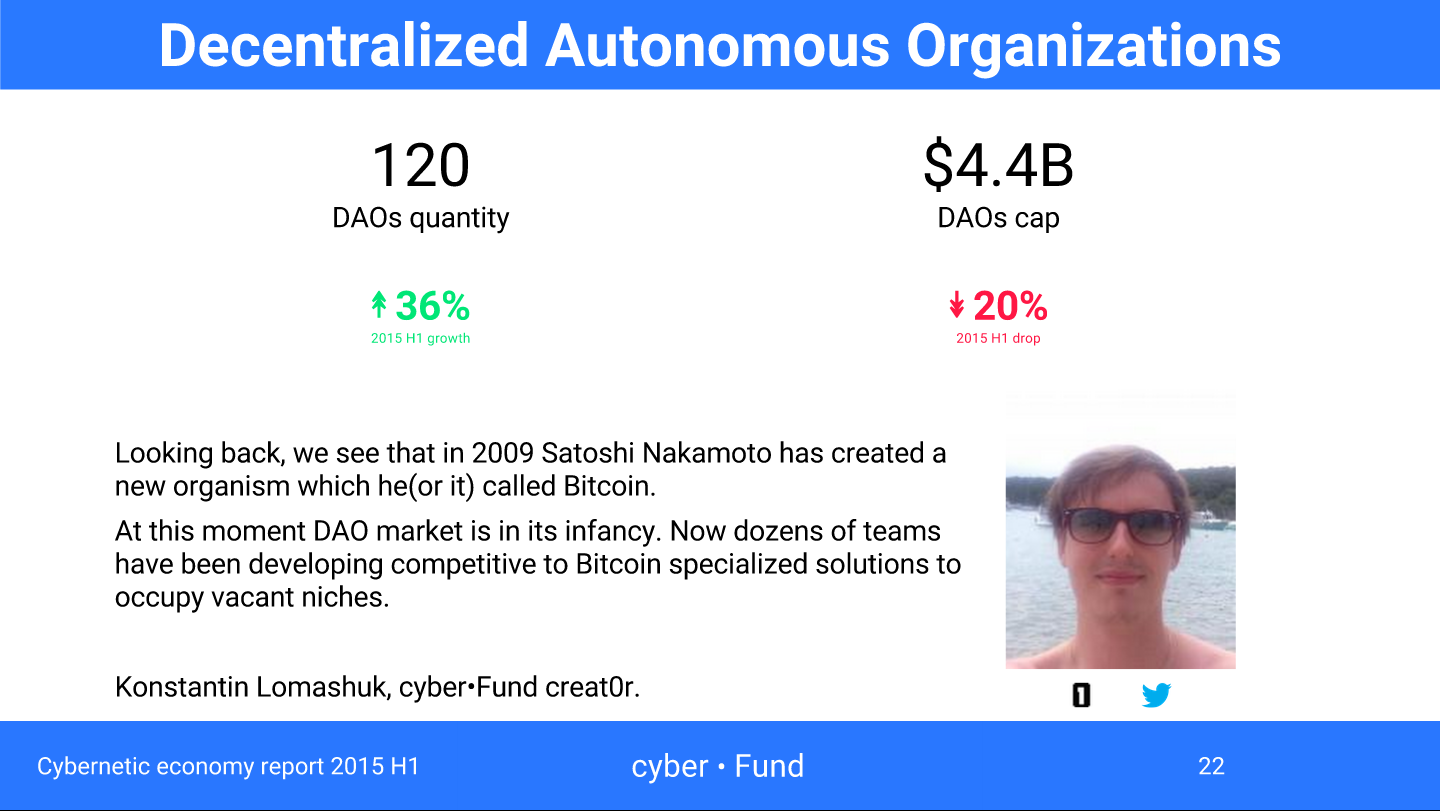 Decentralized Autonomous Organizations
120
DAOs quantity
$4.4B
DAOs cap
36%
2015 H1 growth
20%
2015 H1 drop
Looking back, we see that in 2009 Satoshi Nakamoto has created a
new organism which he(or it) called Bitcoin.
At this moment DAO market is in its infancy. Now dozens of teams
have been developing competitive to Bitcoin specialized solutions to
occupy vacant niches.
Konstantin Lomashuk, cyber•Fund creat0r.
1
Cybernetic economy report 2015 H1
cyber • Fund
22